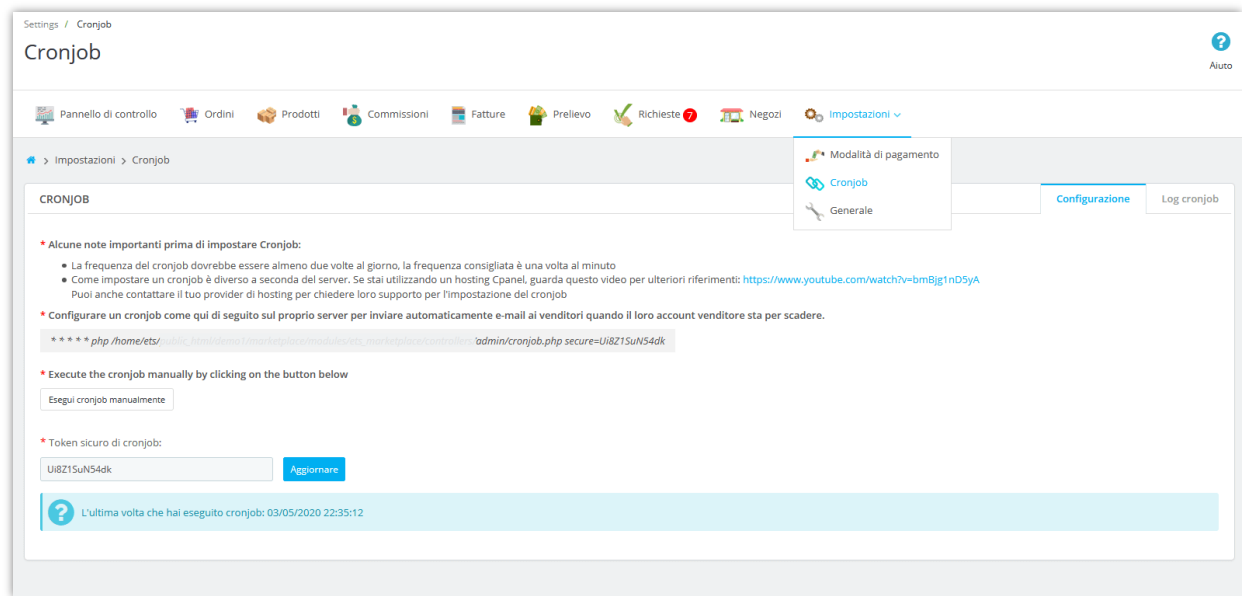 Settings / Cronjob
Cronjob
Aiuto
Pannello di controllo Ordini Prodotti Commissioni Fatture Prelievo Richieste 7 Negozi Impostazioni
Modalità di pagamento
Cronjob
Generale
Impostazioni > Cronjob
CRONJOB
Configurazione Log cronjob
* Alcune note importanti prima di impostare Cronjob:
La frequenza del cronjob dovrebbe essere almeno due volte al giorno, la frequenza consigliata è una volta al minuto
Come impostare un cronjob è diverso a seconda del server. Se stai utilizzando un hosting Cpanel, guarda questo video per ulteriori riferimenti: https://www.youtube.com/watch?v=bmBjg1nD5yA
Puoi anche contattare il tuo provider di hosting per chiedere loro supporto per l'impostazione del cronjob
* Configurare un cronjob come qui di seguito sul proprio server per inviare automaticamente e-mail ai venditori quando il loro account venditore sta per scadere.
* * * * * php /home/ets/public_html/demo1/marketplace/modules/ets_marketplace/controllers/admin/cronjob.php secure=Ui8Z1SuN54dk
* Execute the cronjob manually by clicking on the button below
Esegui cronjob manualmente
* Token sicuro di cronjob:
Ui8Z1SuN54dk Aggiornare
L'ultima volta che hai eseguito cronjob: 03/05/2020 22:35:12